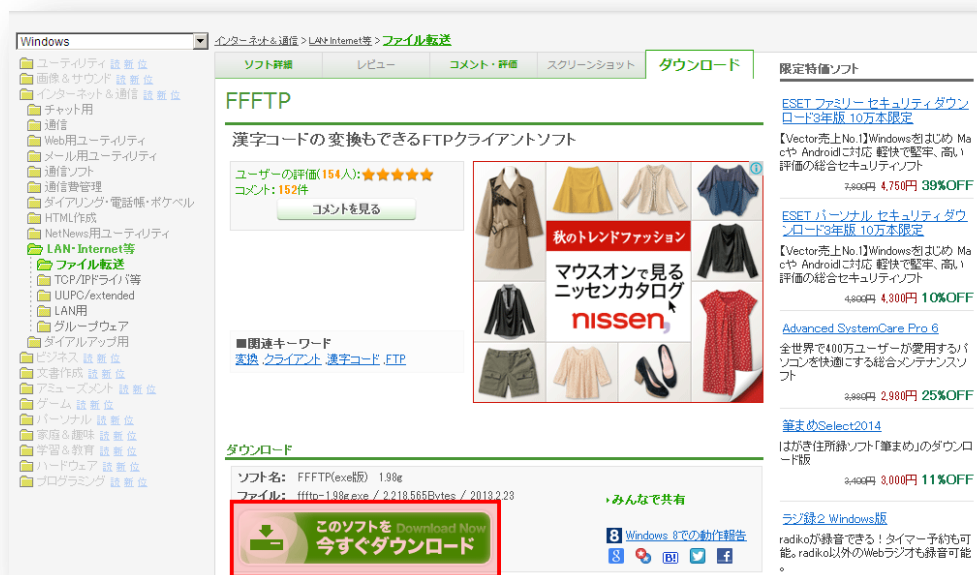 Windows
インターネット&通信 > LAN・Internet等 > ファイル転送
ユーティリティ 読 新 位
画像&サウンド 読 新 位
インターネット&通信 読 新 位
チャット用
通信
Web用ユーティリティ
メール用ユーティリティ
通信ソフト
通信費管理
ダイアリング・電話帳・ポケベル
HTML作成
NetNews用ユーティリティ
LAN・Internet等
ファイル転送
TCP/IPドライバ等
UUPC/extended
LAN用
グループウェア
ダイアルアップ用
ビジネス 読 新 位
文書作成 読 新 位
アミューズメント 読 新 位
ゲーム 読 新 位
パーソナル 読 新 位
家庭&趣味 読 新 位
学習&教育 読 新 位
ハードウェア 読 新 位
プログラミング 読 新 位
ソフト詳細
レビュー
コメント・評価
スクリーンショット
ダウンロード
FFFTP
漢字コードの変換もできるFTPクライアントソフト
ユーザーの評価(154人):★★★★★
コメント:152件
コメントを見る
■関連キーワード
変換,クライアント,漢字コード,FTP
秋のトレンドファッション
マウスオンで見る
ニッセンカタログ
nissen,
ダウンロード
ソフト名: FFFTP(exe版) 1.98g
ファイル: ffftp-1.98g.exe / 2,218,565Bytes / 2013.2.23
このソフトを Download Now
今すぐダウンロード
みんなで共有
8 Windows 8での動作報告
8 B! f
限定特価ソフト
ESET ファミリー セキュリティ ダウン
ロード3年版 10万本限定
【Vector売上No.1】Windowsをはじめ Ma
cや Androidに対応 軽快で堅牢、高い
評価の総合セキュリティソフト
7,800円 4,750円 39%OFF
ESET パーソナル セキュリティ ダウ
ンロード3年版 10万本限定
【Vector売上No.1】Windowsをはじめ Ma
cや Androidに対応 軽快で堅牢、高い
評価の総合セキュリティソフト
4,800円 4,300円 10%OFF
Advanced SystemCare Pro 6
全世界で400万ユーザーが愛用するパ
ソコンを快適にする総合メンテナンスソ
フト
3,980円 2,980円 25%OFF
筆まめSelect2014
はがき住所録ソフト「筆まめ」のダウンロ
ード版
3,400円 3,000円 11%OFF
ラジ録2 Windows版
radikoが録音できる!タイマー予約も可
能。radiko以外のWebラジオも録音可能
。